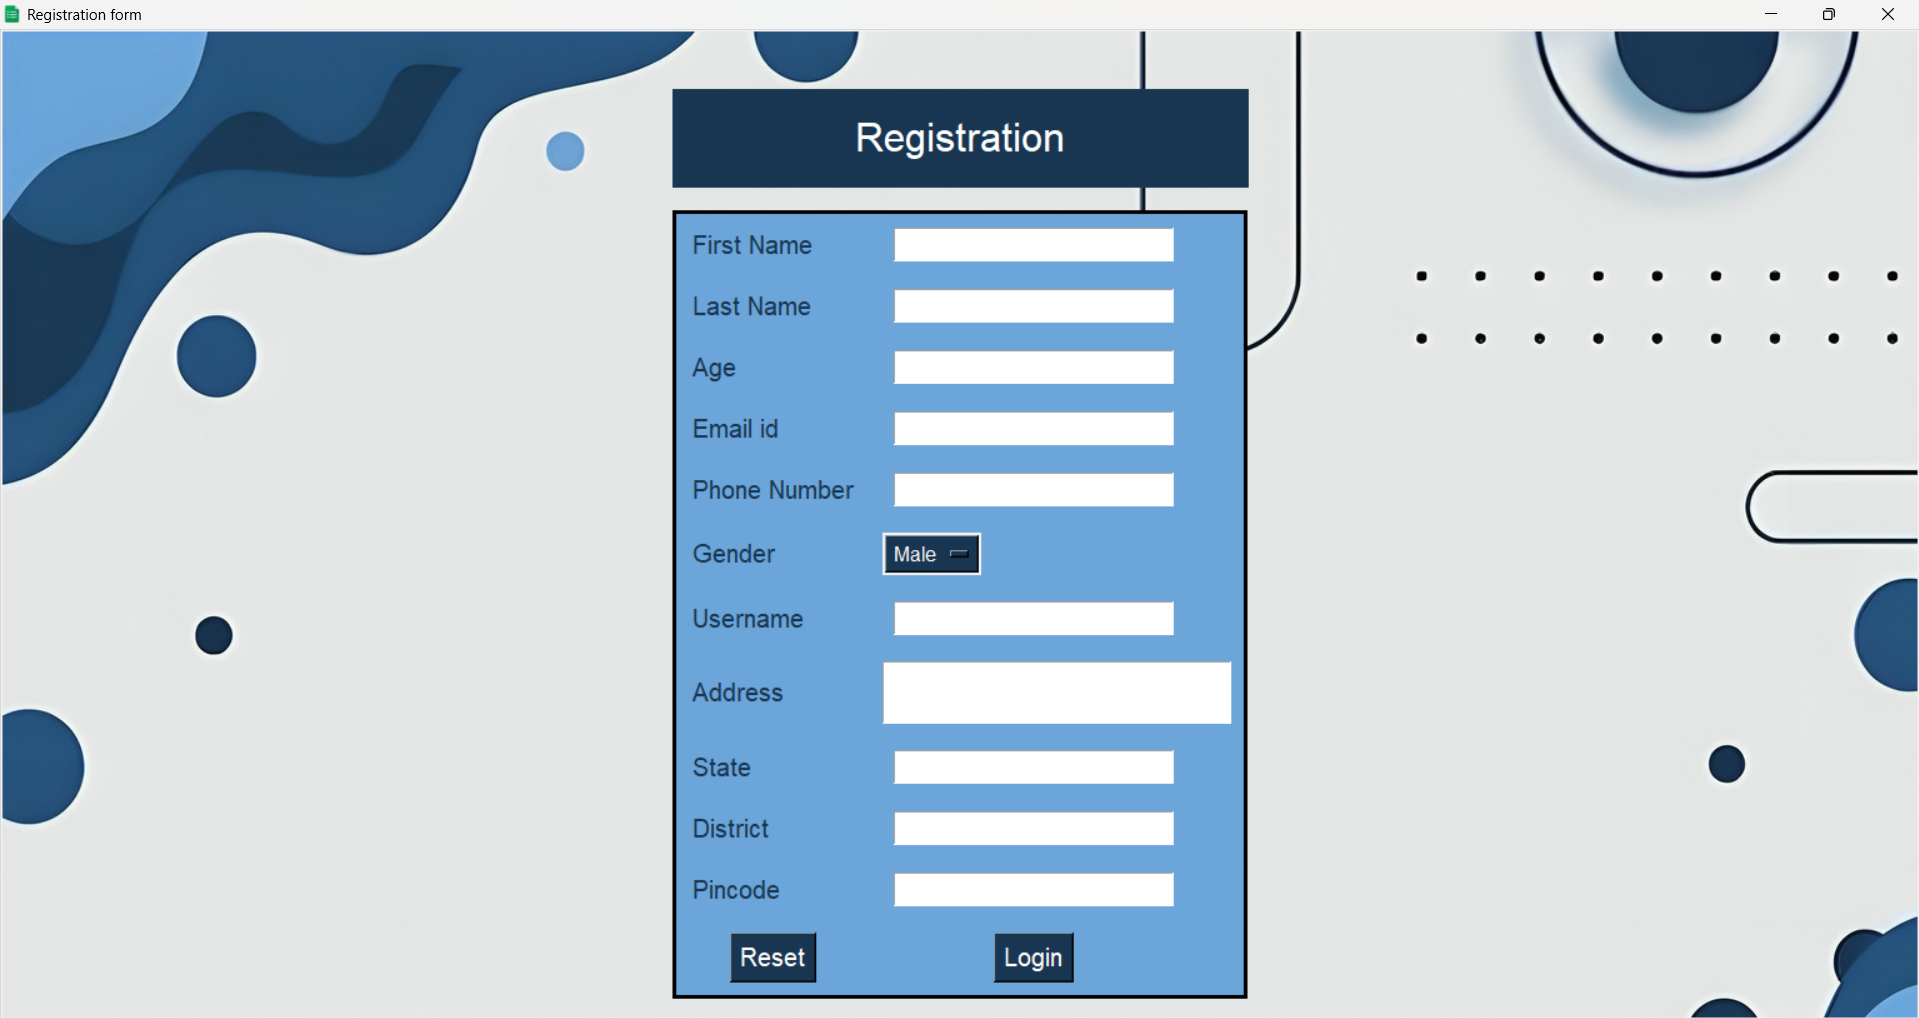 Registration form
Registration
First Name
Last Name
Age
Email id
Phone Number
Gender Male
Username
Address
State
District
Pincode
Reset Login